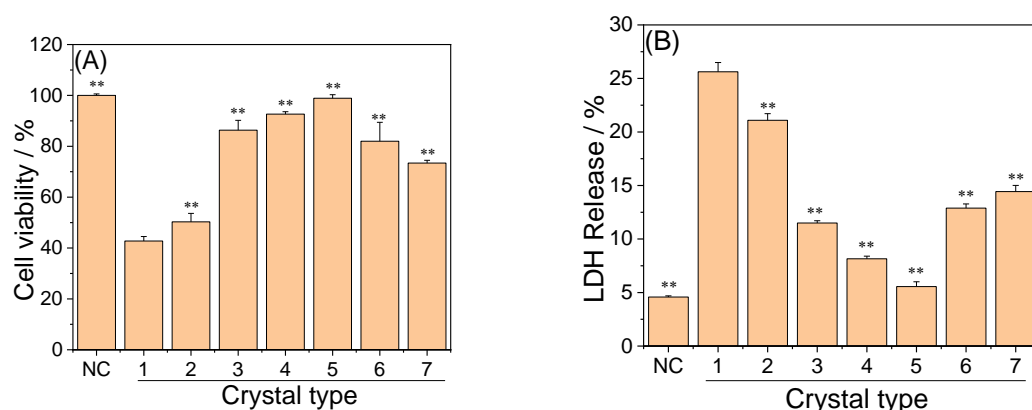 (A)
Cell viability / %
120
100
80
60
40
20
0
** ** ** ** ** ** **
NC 1 2 3 4 5 6 7
Crystal type
(B)
LDH Release / %
30
25
20
15
10
5
0
** ** ** ** ** ** **
NC 1 2 3 4 5 6 7
Crystal type